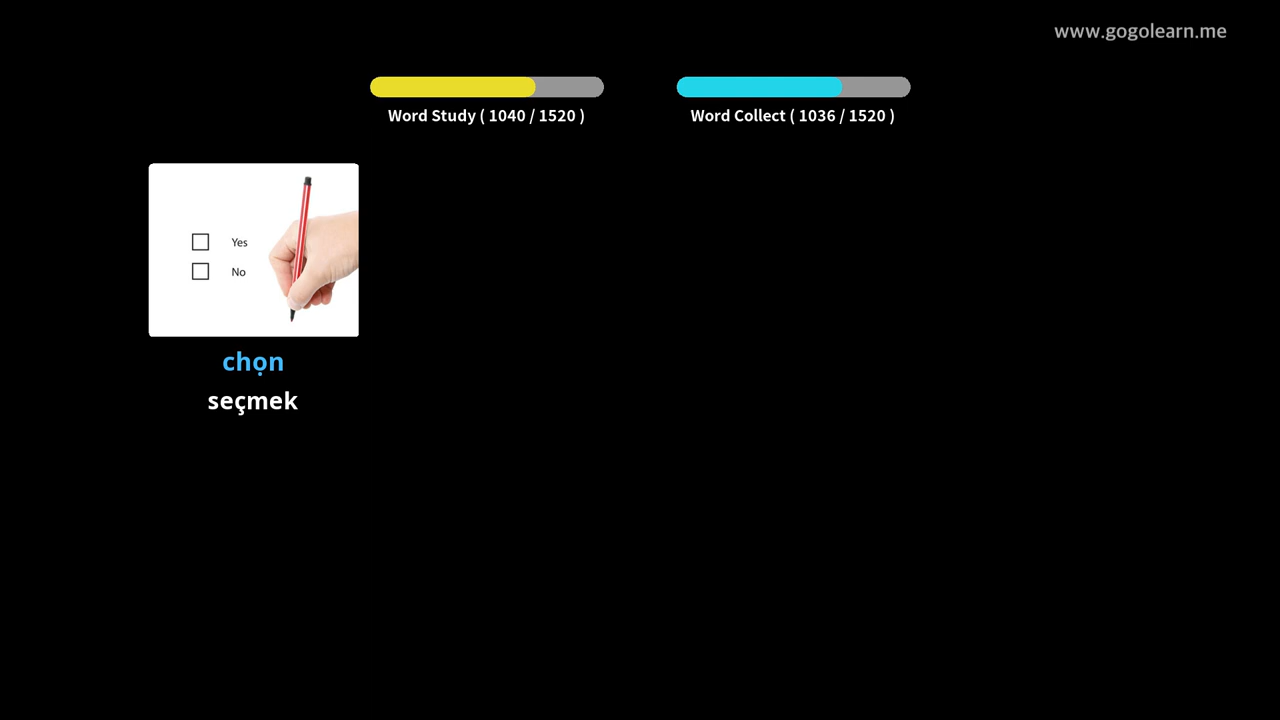 www.gogolearn.me
Word Study ( 1040 / 1520 )
Word Collect ( 1036 / 1520 )
Yes
No
chọn
seçmek